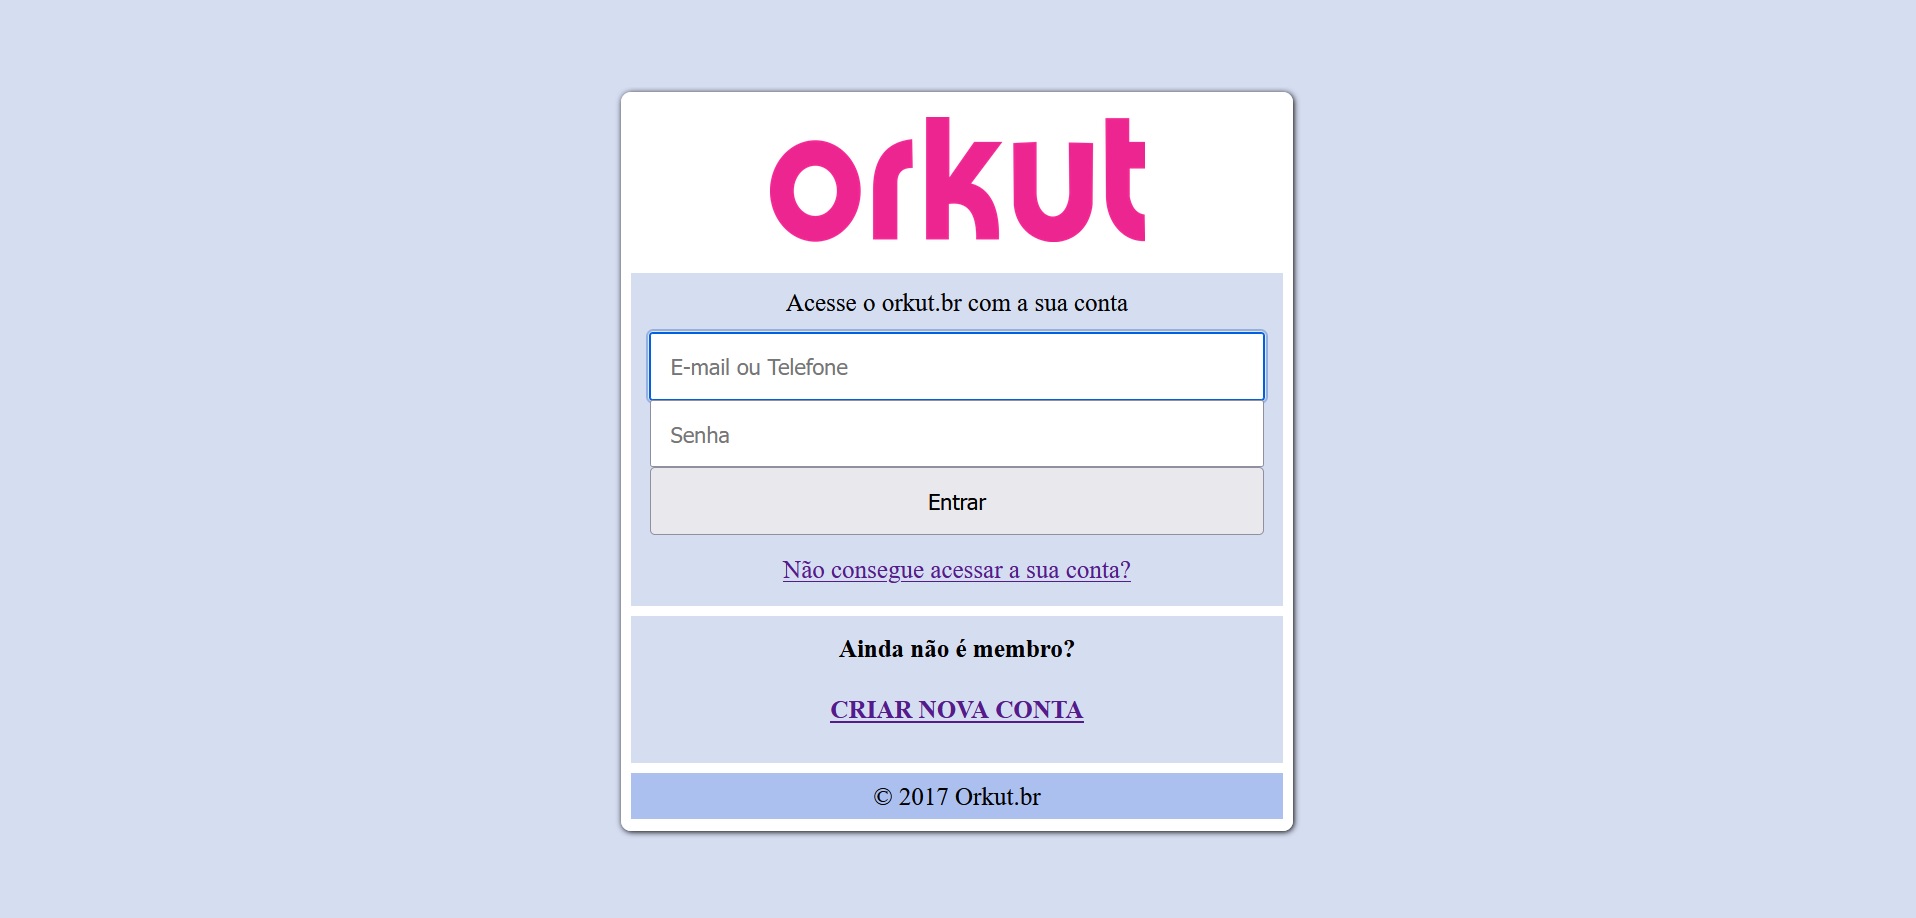 orkut
Acesse o orkut.br com a sua conta
E-mail ou Telefone
Senha
Entrar
Não consegue acessar a sua conta?
Ainda não é membro?
CRIAR NOVA CONTA
© 2017 Orkut.br